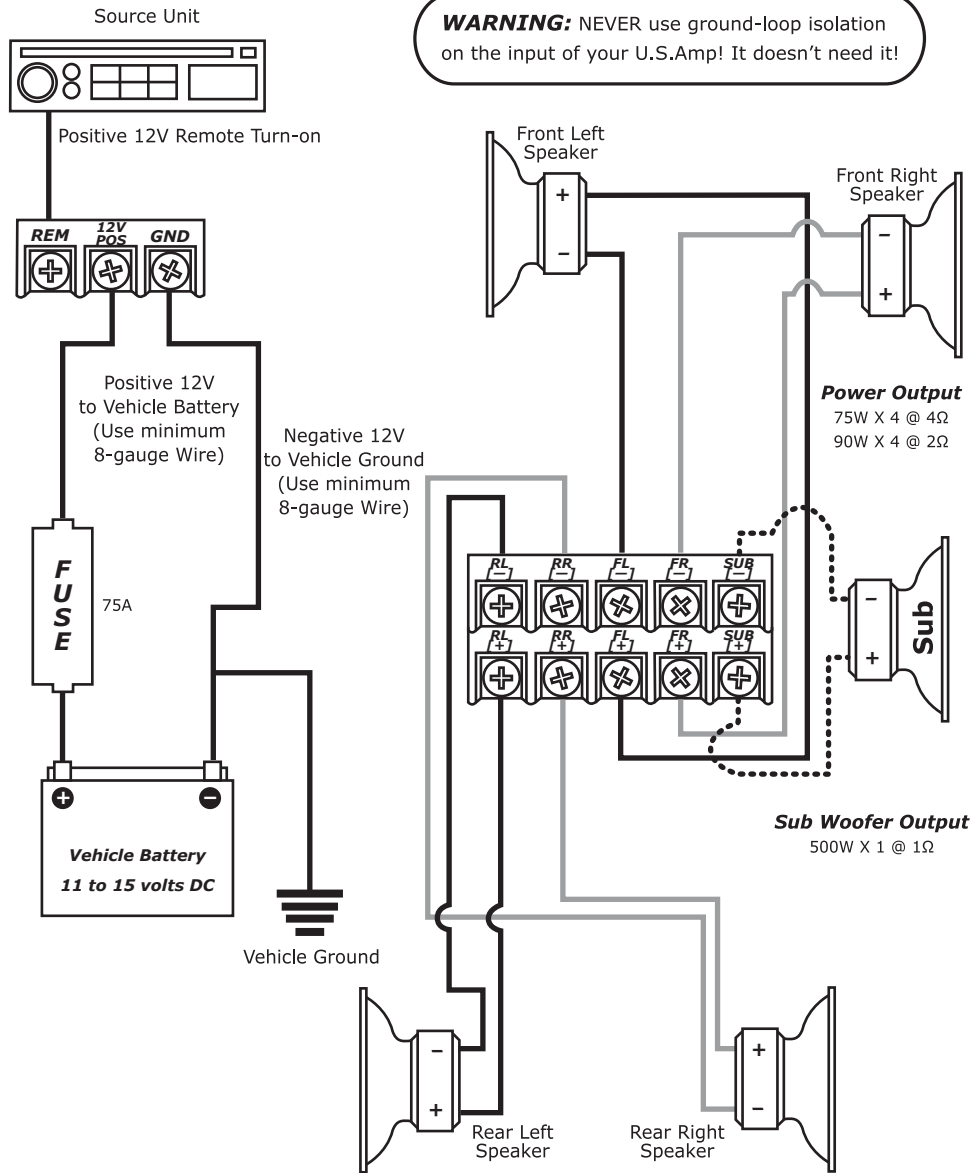 Source Unit
WARNING: NEVER use ground-loop isolation
on the input of your U.S.Amp! It doesn't need it!
Positive 12V Remote Turn-on
REM
12V
POS
GND
Front Left
Speaker
+
−
Front Right
Speaker
−
+
Positive 12V
to Vehicle Battery
(Use minimum
8-gauge Wire)
Negative 12V
to Vehicle Ground
(Use minimum
8-gauge Wire)
Power Output
75W X 4 @ 4Ω
90W X 4 @ 2Ω
FUSE
75A
RL
−
RR
−
FL
−
FR
−
SUB
−
RL
+
RR
+
FL
+
FR
+
SUB
+
−
+
Sub
Sub Woofer Output
500W X 1 @ 1Ω
+
−
Vehicle Battery
11 to 15 volts DC
Vehicle Ground
−
+
Rear Left
Speaker
+
−
Rear Right
Speaker